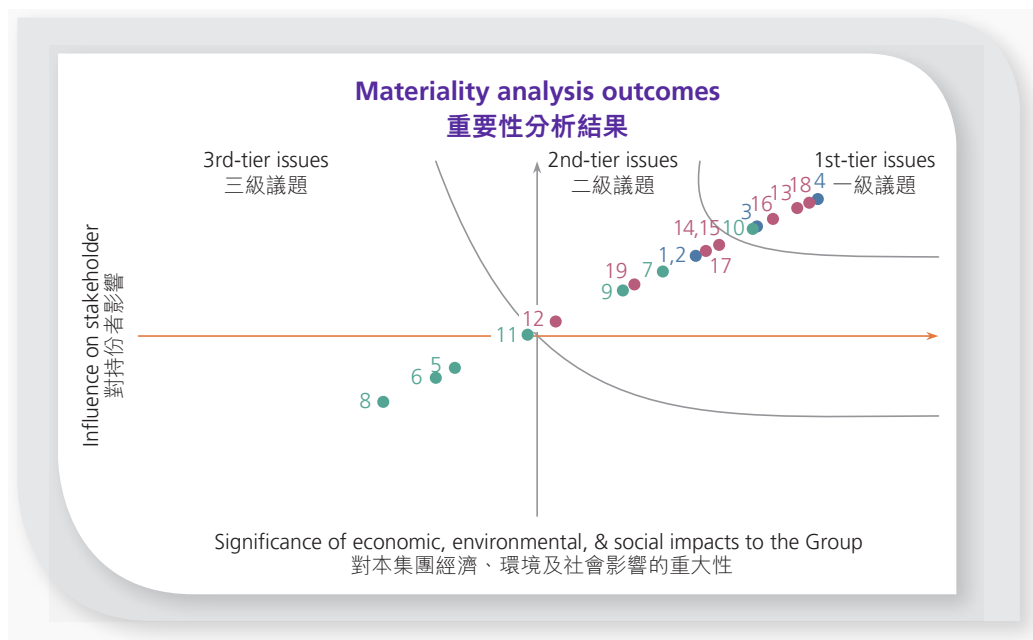 Materiality analysis outcomes
重要性分析結果
3rd-tier issues
三級議題
2nd-tier issues
二級議題
1st-tier issues
一級議題
4
18
13
16
3
10
14,15
17
1,2
7
19
9
12
11
5
6
8
Influence on stakeholder
對持份者影響
Significance of economic, environmental, & social impacts to the Group
對本集團經濟、環境及社會影響的重大性